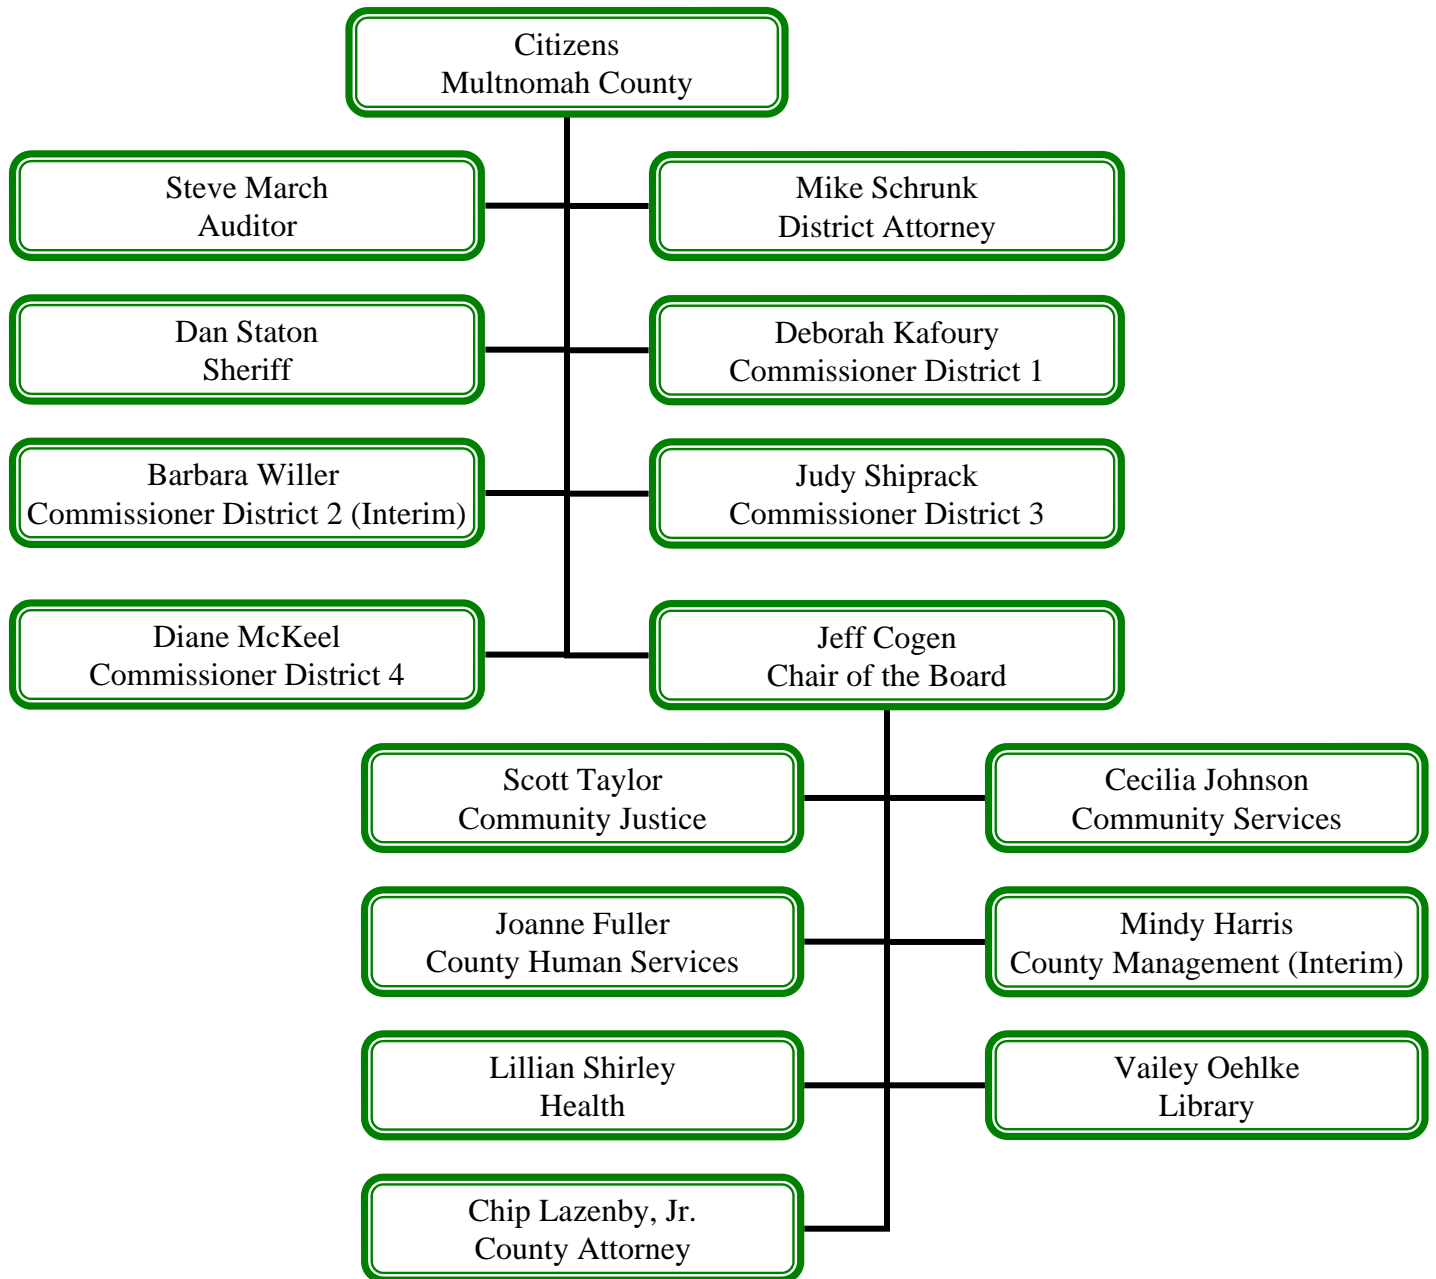 Citizens
Multnomah County
Steve March
Auditor
Mike Schrunk
District Attorney
Dan Staton
Sheriff
Deborah Kafoury
Commissioner District 1
Barbara Willer
Commissioner District 2 (Interim)
Judy Shiprack
Commissioner District 3
Diane McKeel
Commissioner District 4
Jeff Cogen
Chair of the Board
Scott Taylor
Community Justice
Cecilia Johnson
Community Services
Joanne Fuller
County Human Services
Mindy Harris
County Management (Interim)
Lillian Shirley
Health
Vailey Oehlke
Library
Chip Lazenby, Jr.
County Attorney